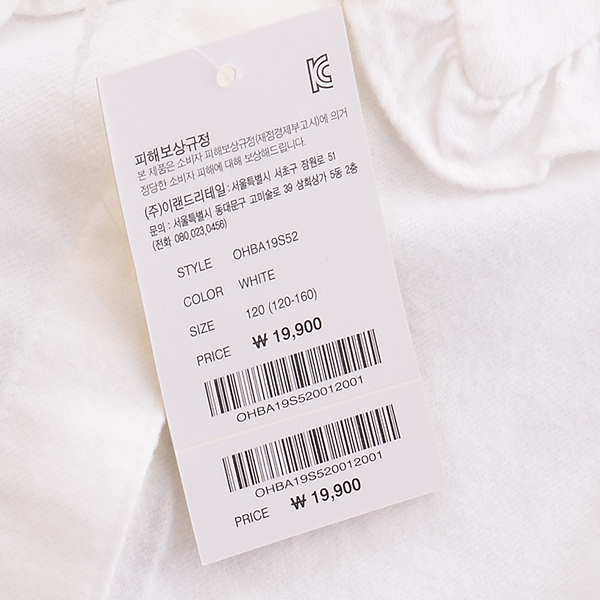 피해보상규정
본 제품은 소비자 피해보상규정(재정경제부고시)에 의거
정당한 소비자 피해에 대해 보상해드립니다.
(주)이랜드리테일 : 서울특별시 서초구 잠원로 51
문의 : 서울특별시 동대문구 고미술로 39 삼희상가 5동 2층
(전화 080.023.0456)
STYLE OHBA19S52
COLOR WHITE
SIZE 120 (120-160)
PRICE ₩ 19,900
OHBA19S520012001
OHBA19S520012001
PRICE ₩ 19,900